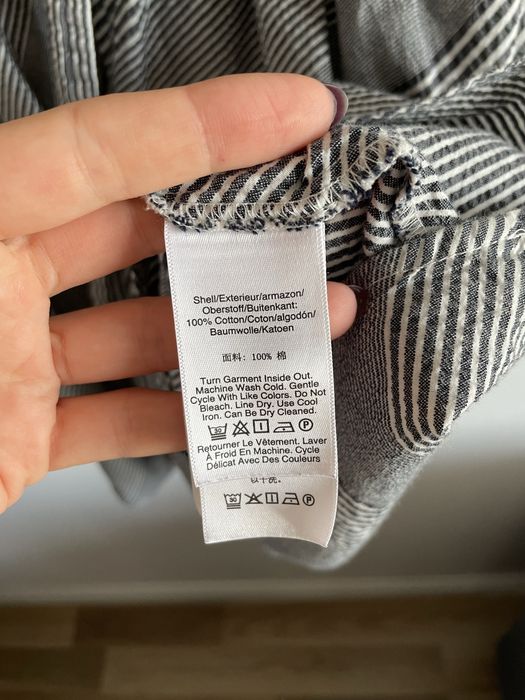 Shell/Exterieur/armazon/
Oberstoff/Buitenkant:
100% Cotton/Coton/algodón/
Baumwolle/Katoen
面料: 100% 棉
Turn Garment Inside Out.
Machine Wash Cold. Gentle
Cycle With Like Colors. Do Not
Bleach. Line Dry. Use Cool
Iron. Can Be Dry Cleaned.
30 P
Retourner Le Vêtement. Laver
À Froid En Machine. Cycle
Délicat Avec Des Couleurs
30 P